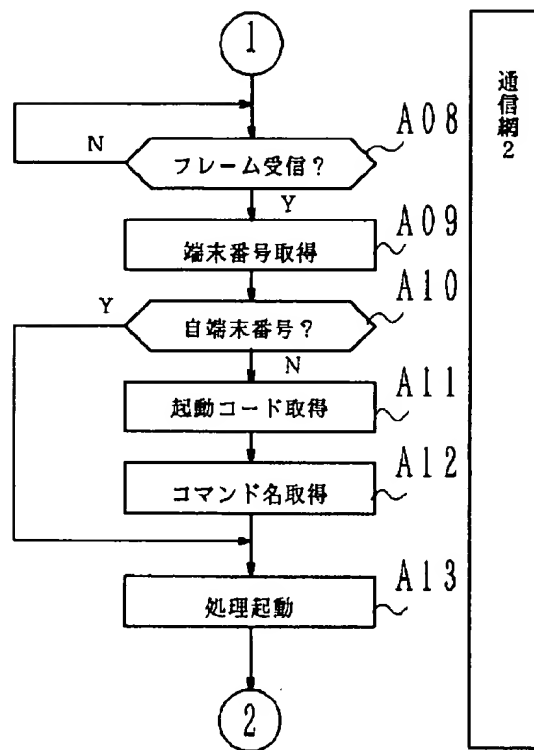 1
A08
N
フレーム受信?
Y
A09
端末番号取得
A10
Y
自端末番号?
N
A11
起動コード取得
A12
コマンド名取得
A13
処理起動
2
通信網2